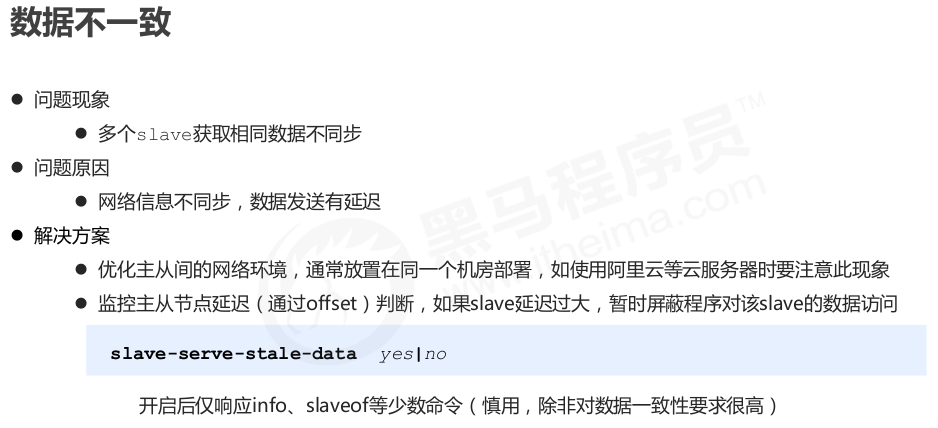 数据不一致
● 问题现象
● 多个slave获取相同数据不同步
● 问题原因
● 网络信息不同步，数据发送有延迟
● 解决方案
● 优化主从间的网络环境，通常放置在同一个机房部署，如使用阿里云等云服务器时要注意此现象
● 监控主从节点延迟（通过offset）判断，如果slave延迟过大，暂时屏蔽程序对该slave的数据访问
slave-serve-stale-data yes|no
开启后仅响应info、slaveof等少数命令（慎用，除非对数据一致性要求很高）
黑马程序员™
www.itheima.com